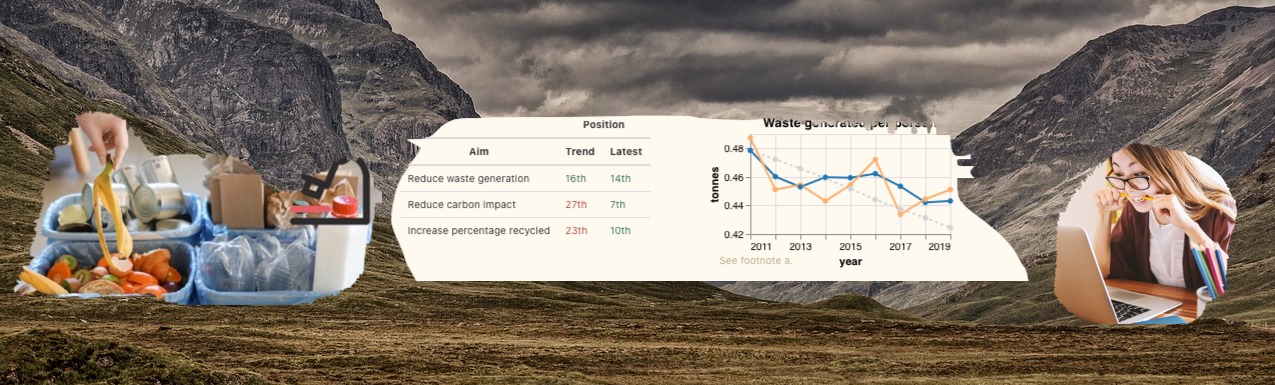 Position
Aim Trend Latest
Reduce waste generation 16th 14th
Reduce carbon impact 27th 7th
Increase percentage recycled 23th 10th
Waste generated per person
0.48
0.46
0.44
0.42
tonnes
2011 2013 2015 2017 2019
year
See footnote a.